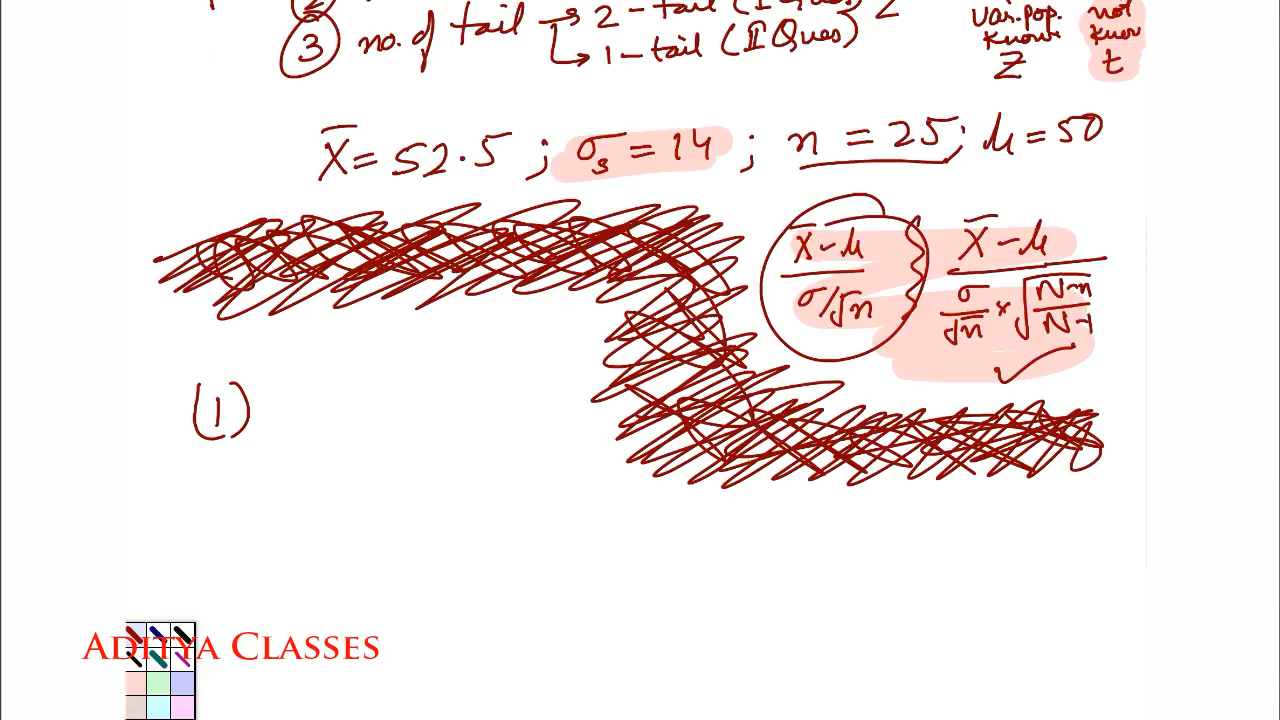 ③ no. of tail → 2-tail (I Ques)
↳ 1-tail (II Ques)
var. pop. known Z
not known t
X̄ = 52.5 ; σₛ = 14 ; n = 25 ; μ = 50
X̄ - μ / σ/√n
X̄ - μ / σ/√n × √N-n/N-1 ✓
(1)
ADITYA CLASSES